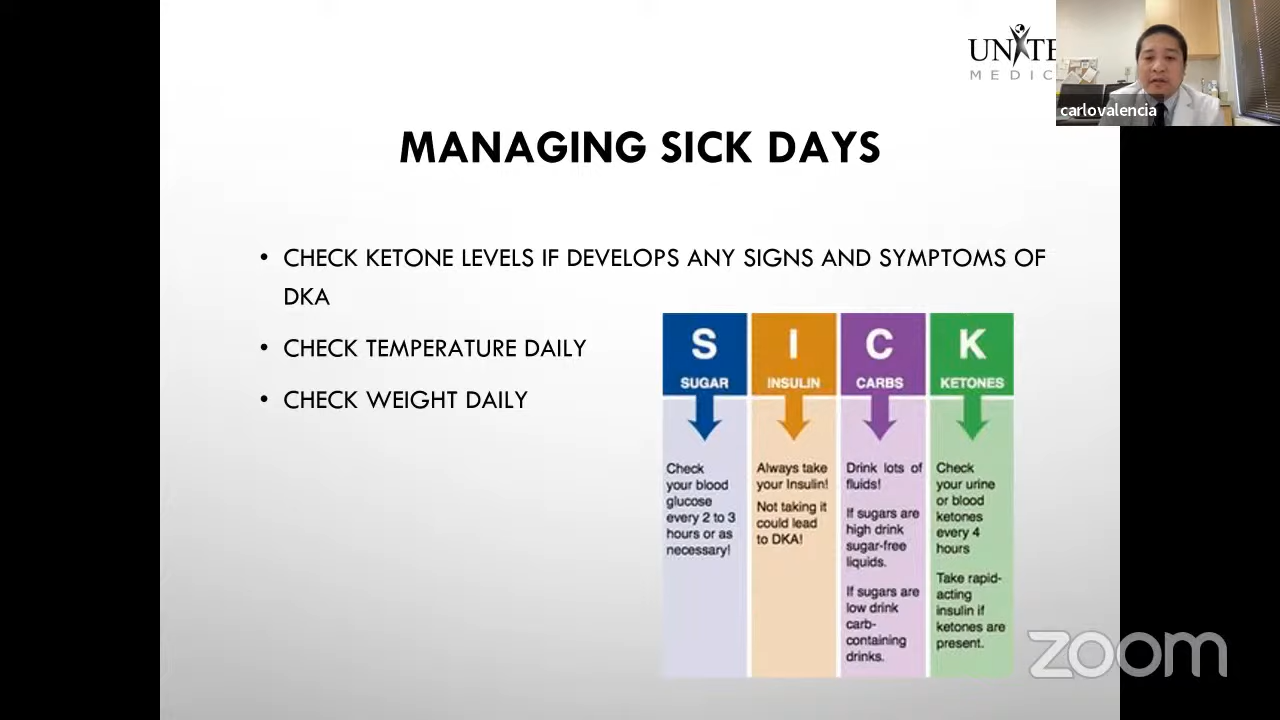 UNITE
MEDIC
carlovalencia
MANAGING SICK DAYS
• CHECK KETONE LEVELS IF DEVELOPS ANY SIGNS AND SYMPTOMS OF
DKA
• CHECK TEMPERATURE DAILY
• CHECK WEIGHT DAILY
S
SUGAR
Check
your blood
glucose
every 2 to 3
hours or as
necessary!
I
INSULIN
Always take
your Insulin!
Not taking it
could lead
to DKA!
C
CARBS
Drink lots of
fluids!
If sugars are
high drink
sugar-free
liquids.
If sugars are
low drink
carb-
containing
drinks.
K
KETONES
Check
your urine
or blood
ketones
every 4
hours
Take rapid-
acting
insulin if
ketones are
present.
zoom